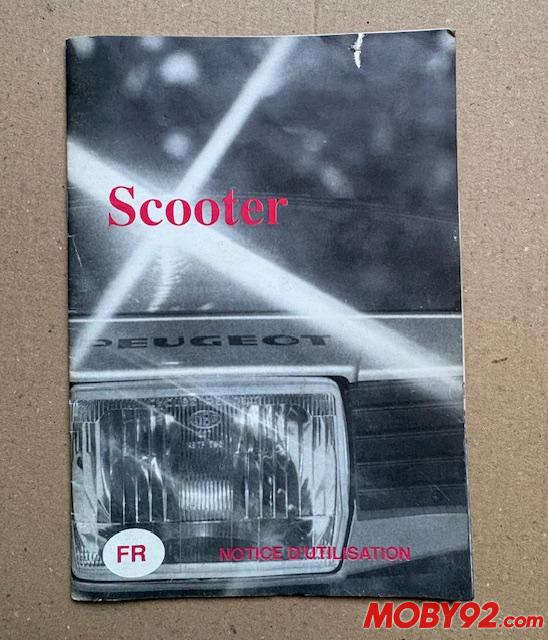 Scooter
PEUGEOT
FR
NOTICE D'UTILISATION
MOBY92.com